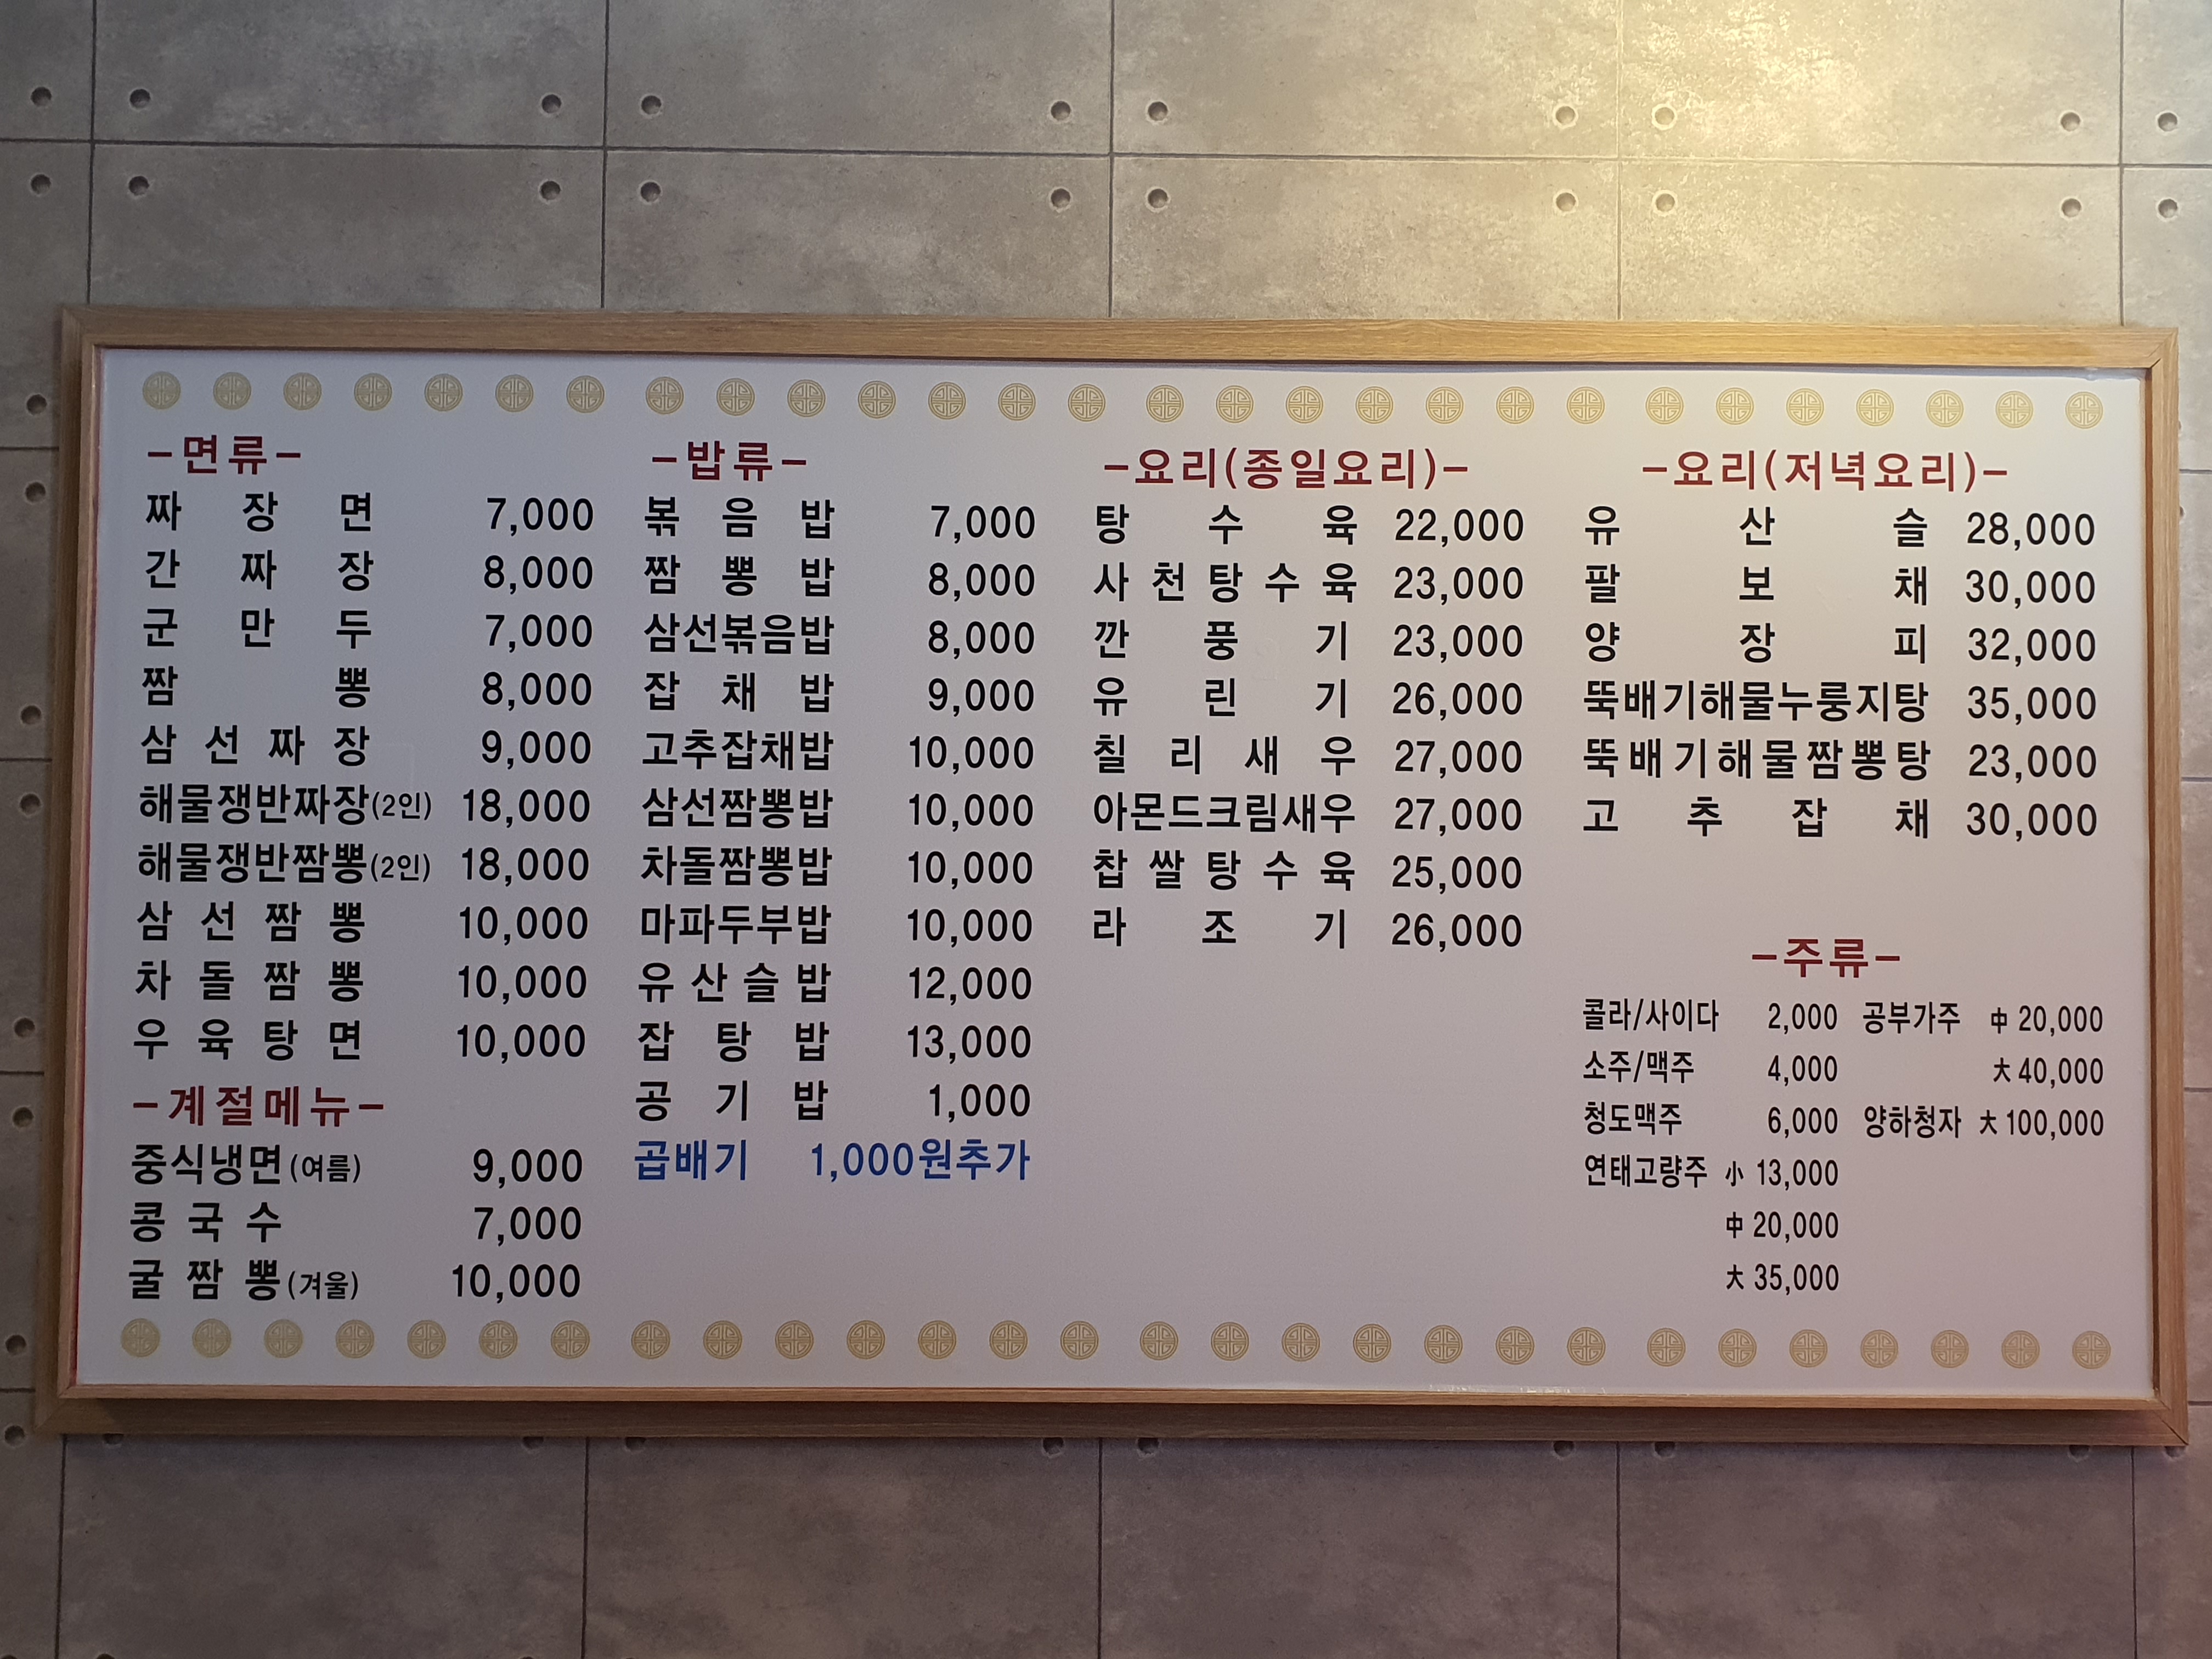 -면류-
짜장면 7,000
간짜장 8,000
군만두 7,000
짬뽕 8,000
삼선짜장 9,000
해물쟁반짜장(2인) 18,000
해물쟁반짬뽕(2인) 18,000
삼선짬뽕 10,000
차돌짬뽕 10,000
우육탕면 10,000
-계절메뉴-
중식냉면(여름) 9,000
콩국수 7,000
굴짬뽕(겨울) 10,000
-밥류-
볶음밥 7,000
짬뽕밥 8,000
삼선볶음밥 8,000
잡채밥 9,000
고추잡채밥 10,000
삼선짬뽕밥 10,000
차돌짬뽕밥 10,000
마파두부밥 10,000
유산슬밥 12,000
잡탕밥 13,000
공기밥 1,000
곱배기 1,000원추가
-요리(종일요리)-
탕수육 22,000
사천탕수육 23,000
깐풍기 23,000
유린기 26,000
칠리새우 27,000
아몬드크림새우 27,000
찹쌀탕수육 25,000
라조기 26,000
-요리(저녁요리)-
유산슬 28,000
팔보채 30,000
양장피 32,000
뚝배기해물누룽지탕 35,000
뚝배기해물짬뽕탕 23,000
고추잡채 30,000
-주류-
콜라/사이다 2,000 공부가주 中 20,000
소주/맥주 4,000 大 40,000
청도맥주 6,000 양하청자 大 100,000
연태고량주 小 13,000
中 20,000
大 35,000